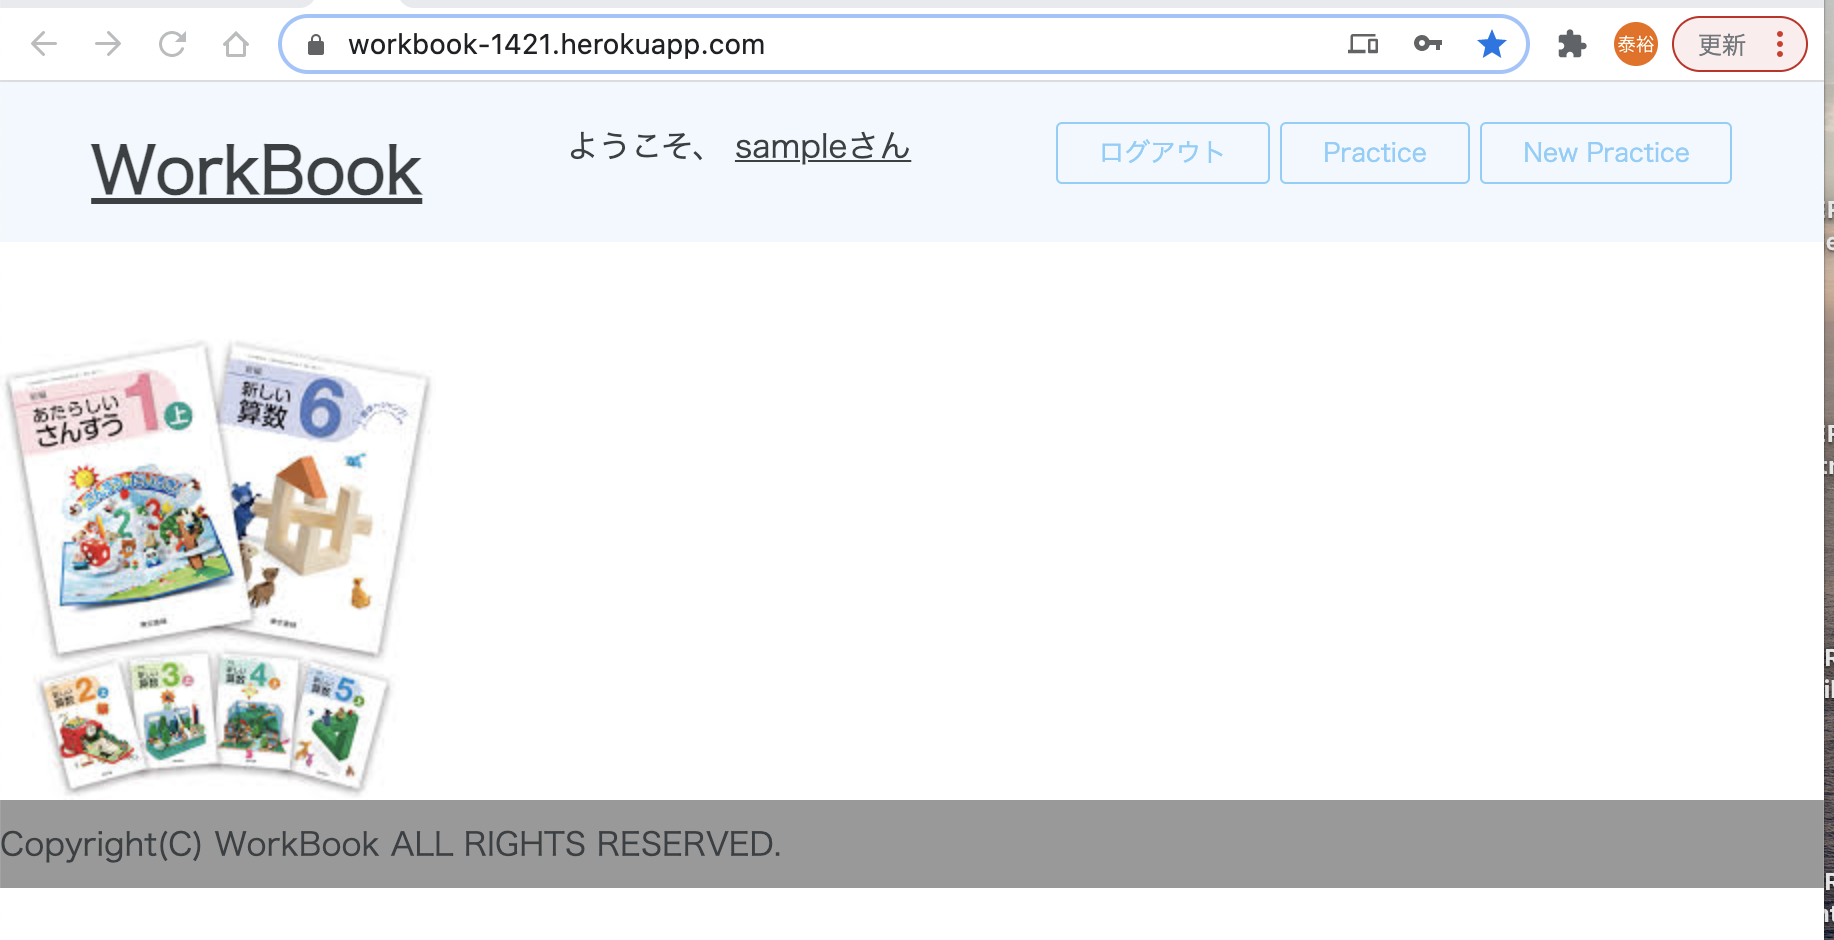 workbook-1421.herokuapp.com
泰裕
更新
WorkBook
ようこそ、 sampleさん
ログアウト
Practice
New Practice
あたらしい
さんすう
1
上
新しい
算数
6
新しい
算数
2
上
新しい
算数
3
上
新しい
算数
4
上
新しい
算数
5
上
Copyright(C) WorkBook ALL RIGHTS RESERVED.